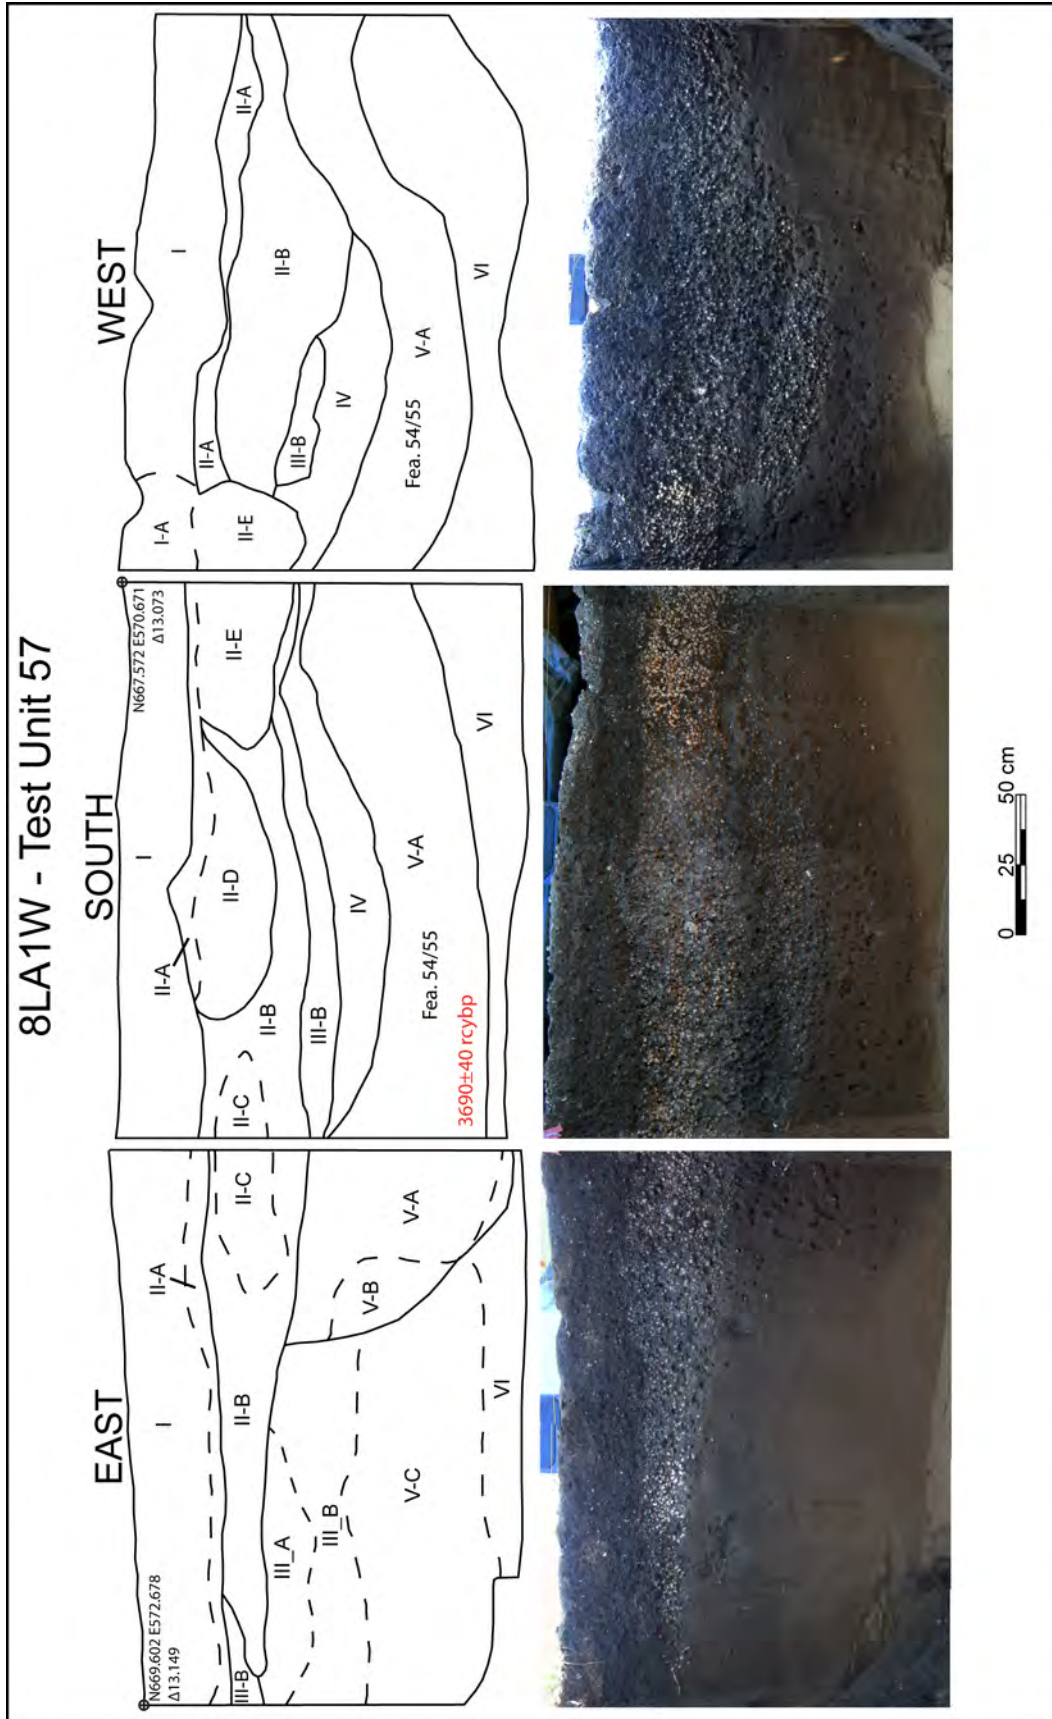 8LA1W - Test Unit 57
EAST
SOUTH
WEST
N669.602 E572.678
Δ13.149
I
II-A
II-B
II-C
III-B
III_A
III_B
V-A
V-B
V-C
VI
N667.572 E570.671
Δ13.073
I
II-A
II-D
II-E
II-C
II-B
III-B
IV
V-A
Fea. 54/55
3690±40 rcybp
VI
I-A
I
II-A
II-A
II-E
II-B
III-B
IV
V-A
Fea. 54/55
VI
0 25 50 cm